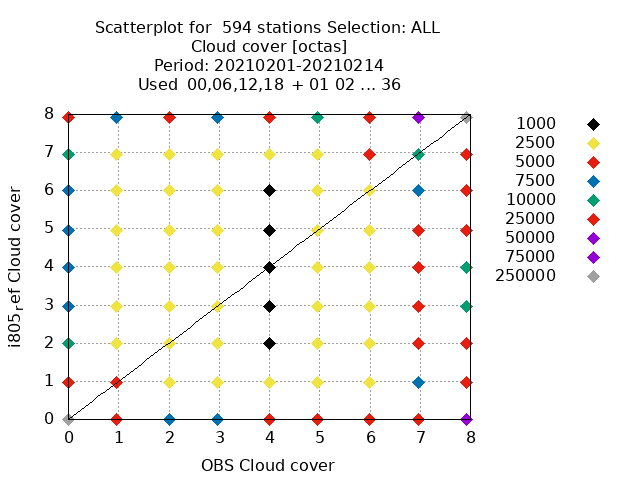 Scatterplot for  594 stations Selection: ALL
Cloud cover [octas]
Period: 20210201-20210214
Used  00,06,12,18  + 01 02 ... 36
8
7
6
5
4
3
2
1
0
i805ref Cloud cover
0 1 2 3 4 5 6 7 8
OBS Cloud cover
1000
2500
5000
7500
10000
25000
50000
75000
250000